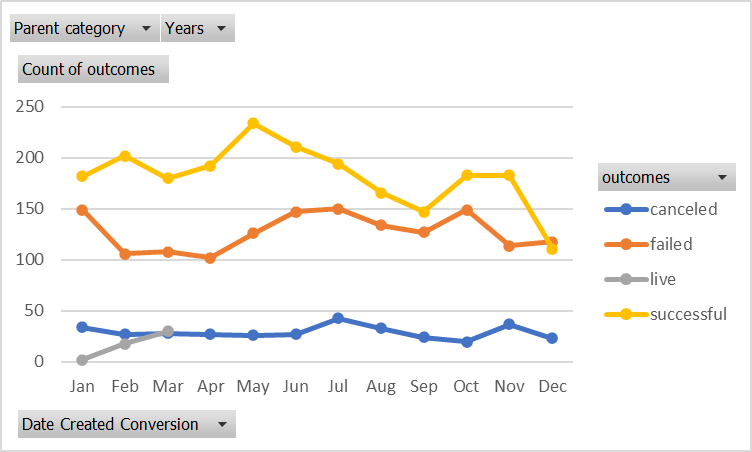 Parent category Years
Count of outcomes
250
200
150
100
50
0
Jan Feb Mar Apr May Jun Jul Aug Sep Oct Nov Dec
outcomes
canceled
failed
live
successful
Date Created Conversion